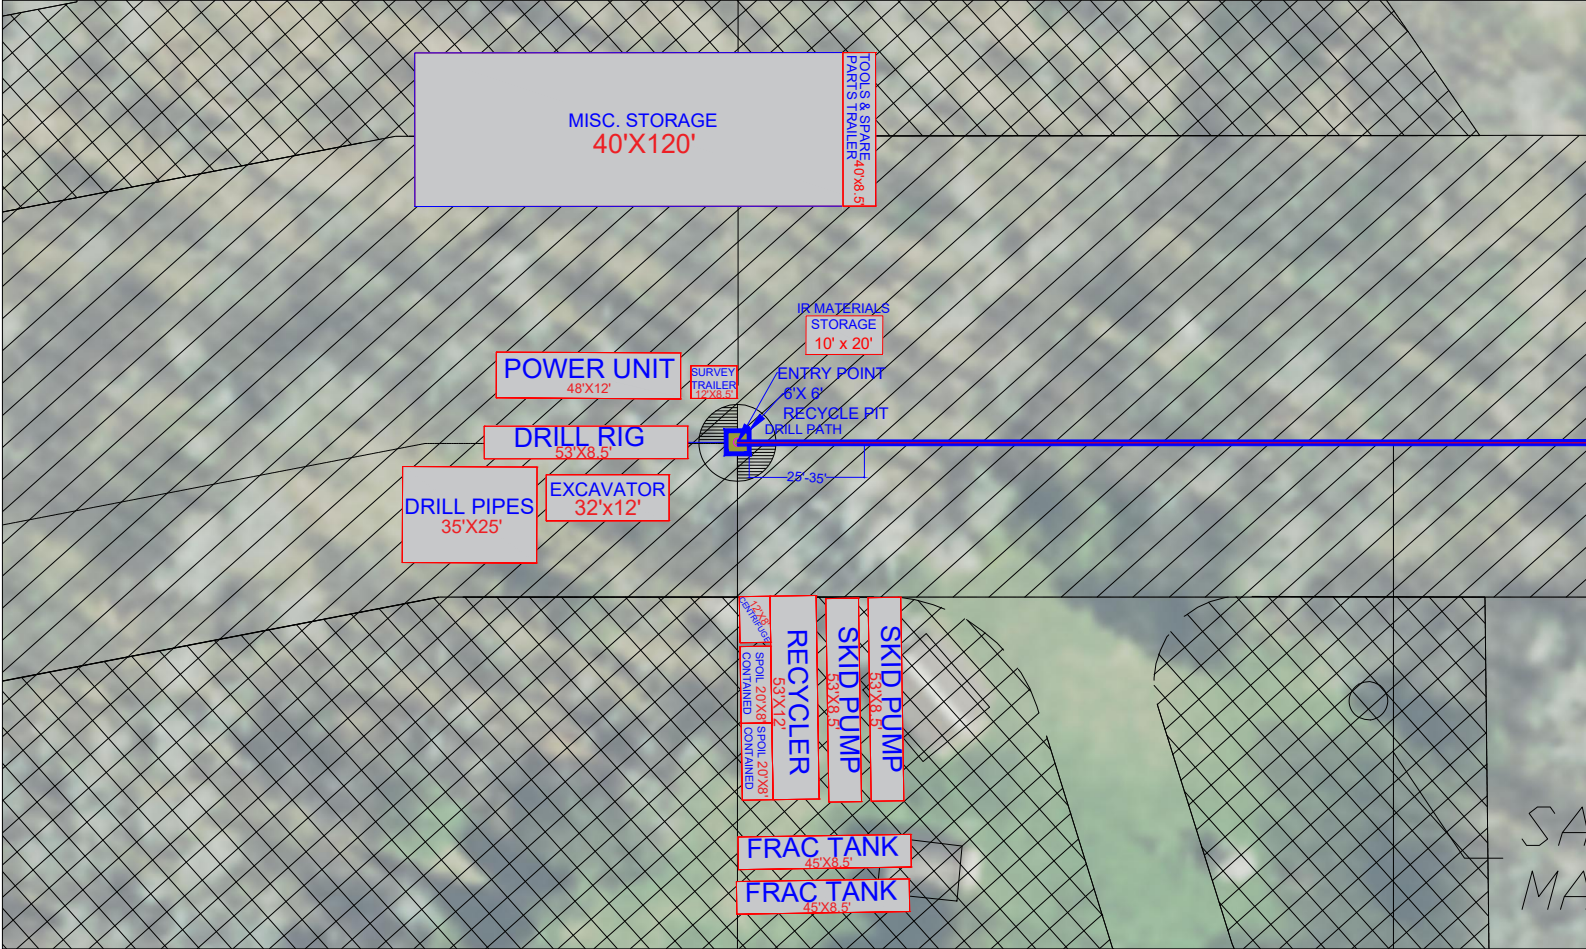 MISC. STORAGE
40'X120'
TOOLS & SPARE
PARTS TRAILER
40'x8.5'
IR MATERIALS
STORAGE
10' x 20'
POWER UNIT
48'X12'
SURVEY
TRAILER
12'X8.5'
ENTRY POINT
6'X 6'
RECYCLE PIT
DRILL PATH
DRILL RIG
53'X8.5'
25'-35'
DRILL PIPES
35'X25'
EXCAVATOR
32'x12'
12'X8'
CENTRIFUGE
SPOIL 20'X8'
CONTAINED
SPOIL 20'X8'
CONTAINED
RECYCLER
53'X12'
SKID PUMP
53'X8.5'
SKID PUMP
53'X8.5'
FRAC TANK
45'X8.5'
FRAC TANK
45'X8.5'
SA
MA